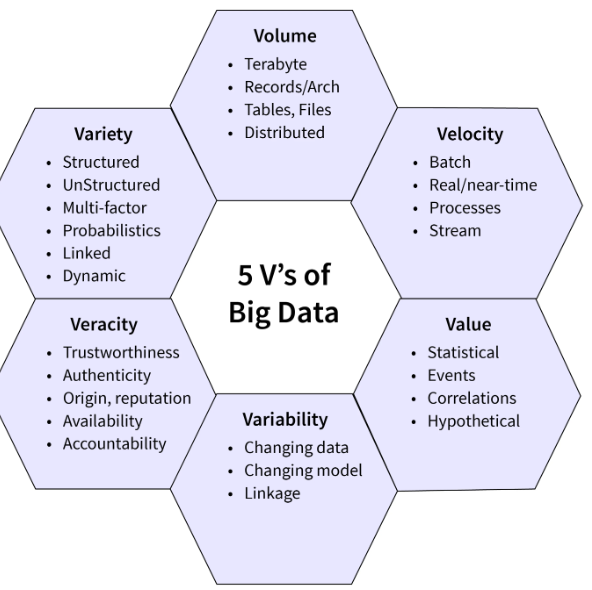 Volume
• Terabyte
• Records/Arch
• Tables, Files
• Distributed
Variety
• Structured
• UnStructured
• Multi-factor
• Probabilistics
• Linked
• Dynamic
Velocity
• Batch
• Real/near-time
• Processes
• Stream
5 V’s of
Big Data
Veracity
• Trustworthiness
• Authenticity
• Origin, reputation
• Availability
• Accountability
Value
• Statistical
• Events
• Correlations
• Hypothetical
Variability
• Changing data
• Changing model
• Linkage